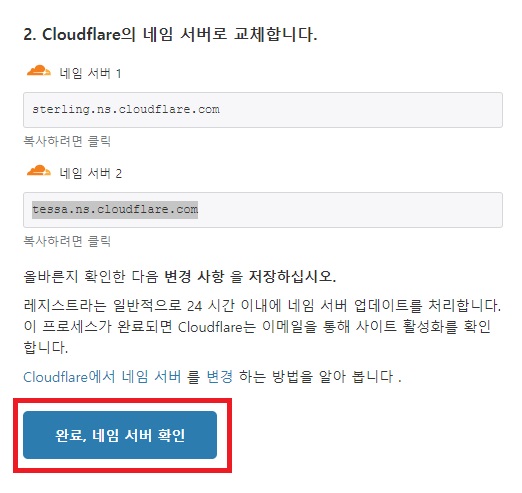 2. Cloudflare의 네임 서버로 교체합니다.
네임 서버 1
sterling.ns.cloudflare.com
복사하려면 클릭
네임 서버 2
tessa.ns.cloudflare.com
복사하려면 클릭
올바른지 확인한 다음 변경 사항 을 저장하십시오.
레지스트라는 일반적으로 24 시간 이내에 네임 서버 업데이트를 처리합니다.
이 프로세스가 완료되면 Cloudflare는 이메일을 통해 사이트 활성화를 확인
합니다.
Cloudflare에서 네임 서버 를 변경 하는 방법을 알아 봅니다 .
완료, 네임 서버 확인